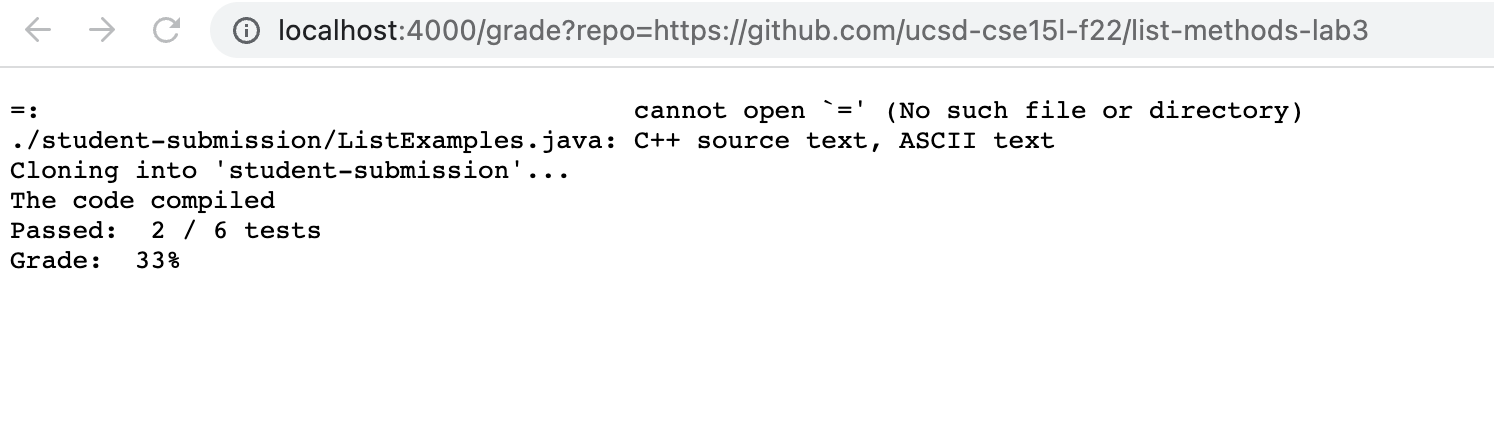 localhost:4000/grade?repo=https://github.com/ucsd-cse15l-f22/list-methods-lab3
=:                                      cannot open `=' (No such file or directory)
./student-submission/ListExamples.java: C++ source text, ASCII text
Cloning into 'student-submission'...
The code compiled
Passed:  2 / 6 tests
Grade:  33%